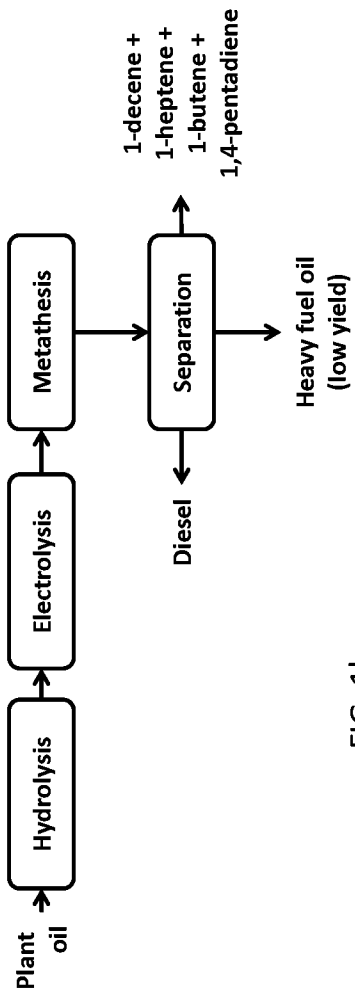 Plant
oil
Hydrolysis
Electrolysis
Metathesis
Separation
Diesel
1-decene +
1-heptene +
1-butene +
1,4-pentadiene
Heavy fuel oil
(low yield)
FIG.